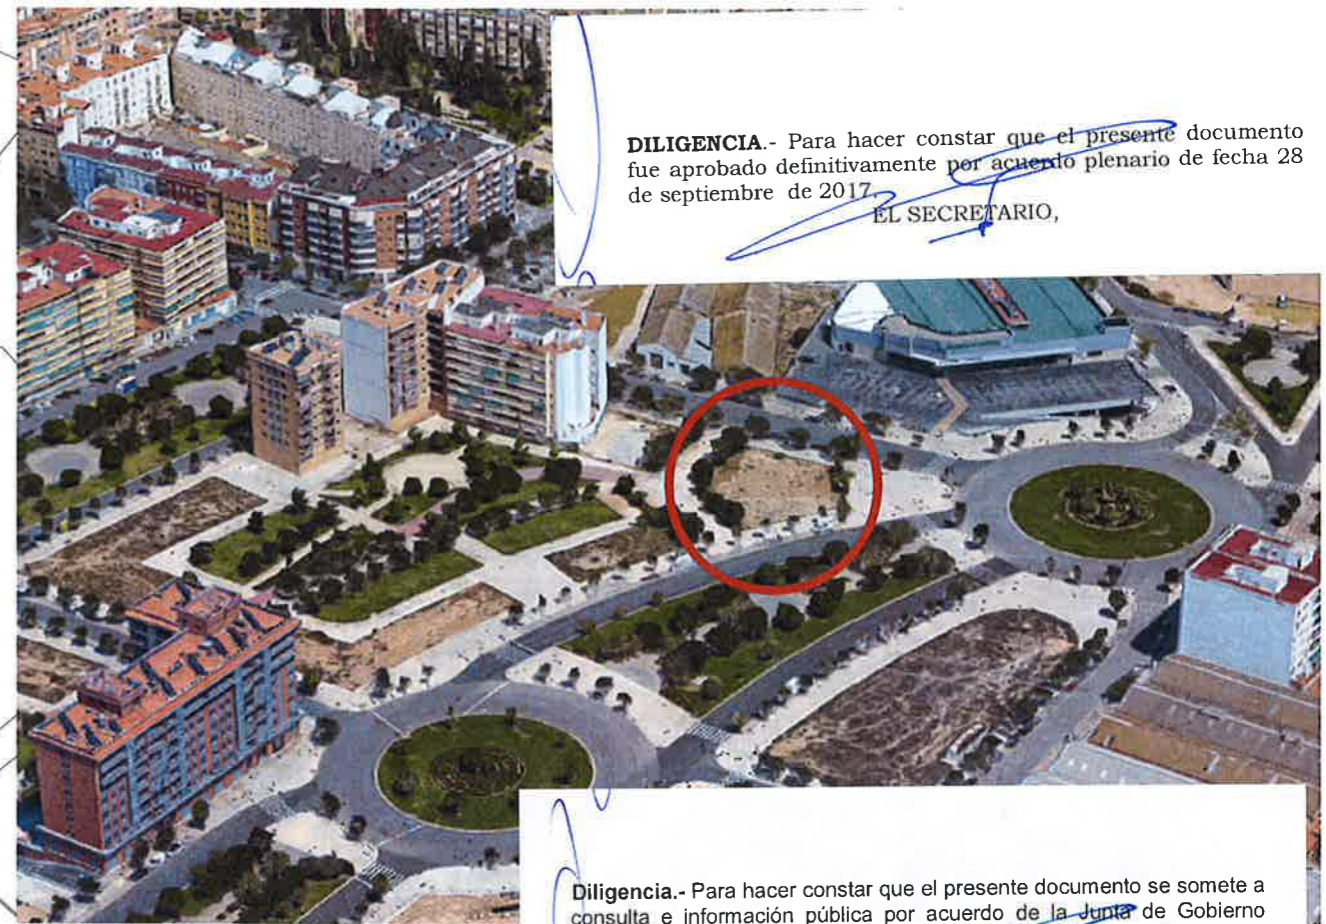 DILIGENCIA.- Para hacer constar que el presente documento
fue aprobado definitivamente por acuerdo plenario de fecha 28
de septiembre de 2017.
EL SECRETARIO,
Diligencia.- Para hacer constar que el presente documento se somete a
consulta e información pública por acuerdo de la Junta de Gobierno